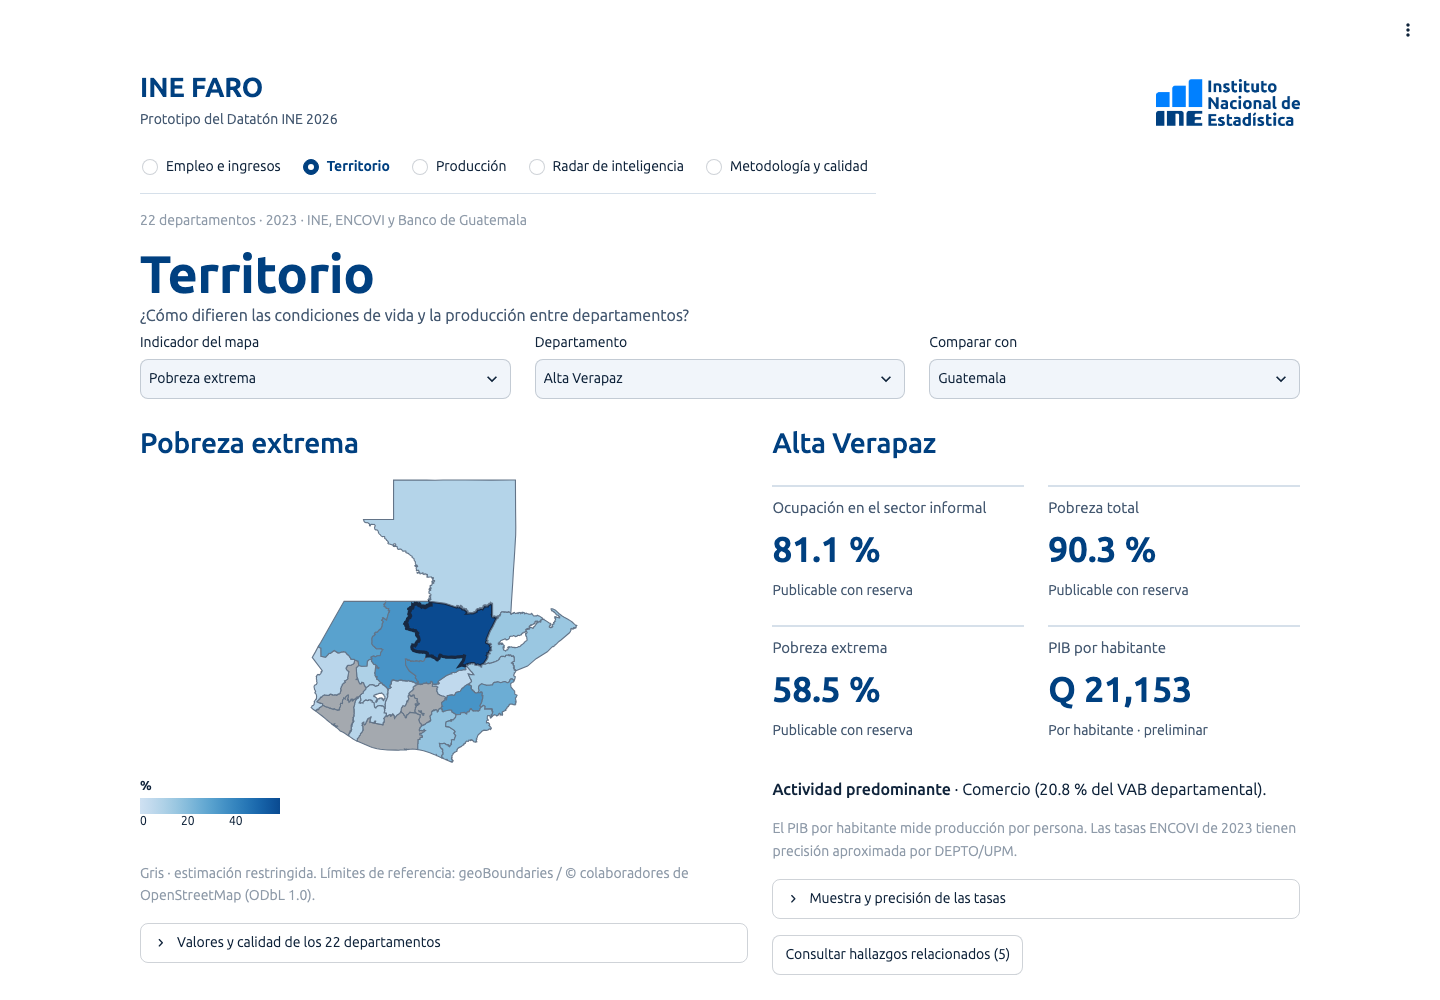 INE FARO
Prototipo del Datatón INE 2026
INE
Instituto
Nacional de
Estadística
Empleo e ingresos
Territorio
Producción
Radar de inteligencia
Metodología y calidad
22 departamentos · 2023 · INE, ENCOVI y Banco de Guatemala
Territorio
¿Cómo difieren las condiciones de vida y la producción entre departamentos?
Indicador del mapa
Pobreza extrema
Departamento
Alta Verapaz
Comparar con
Guatemala
Pobreza extrema
%
0 20 40
Gris · estimación restringida. Límites de referencia: geoBoundaries / © colaboradores de
OpenStreetMap (ODbL 1.0).
Valores y calidad de los 22 departamentos
Alta Verapaz
Ocupación en el sector informal
81.1 %
Publicable con reserva
Pobreza total
90.3 %
Publicable con reserva
Pobreza extrema
58.5 %
Publicable con reserva
PIB por habitante
Q 21,153
Por habitante · preliminar
Actividad predominante · Comercio (20.8 % del VAB departamental).
El PIB por habitante mide producción por persona. Las tasas ENCOVI de 2023 tienen
precisión aproximada por DEPTO/UPM.
Muestra y precisión de las tasas
Consultar hallazgos relacionados (5)